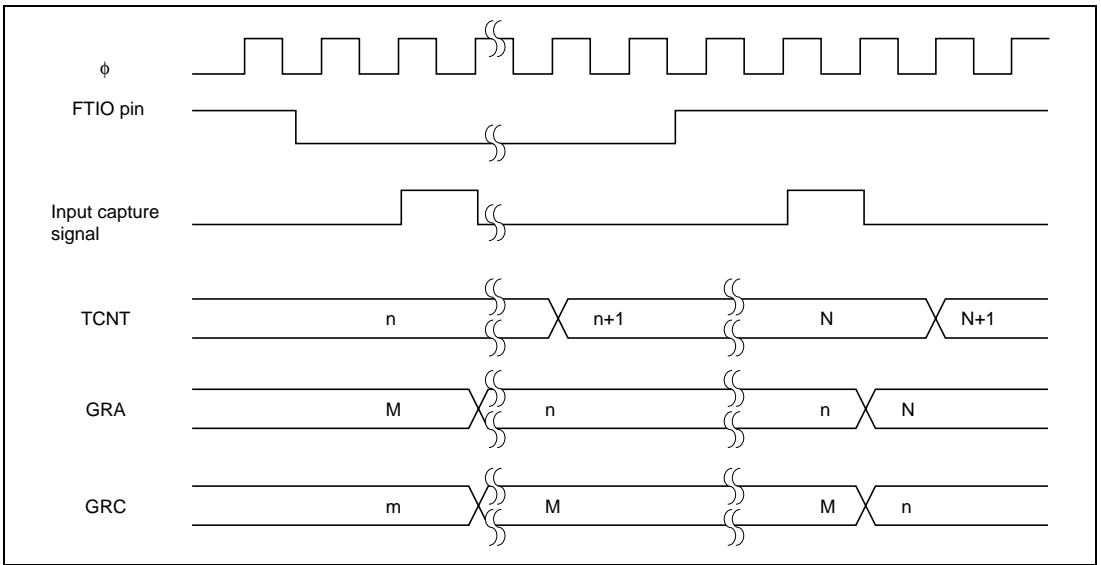 ϕ
FTIO pin
Input capture
signal
TCNT n n+1 N N+1
GRA M n n N
GRC m M M n